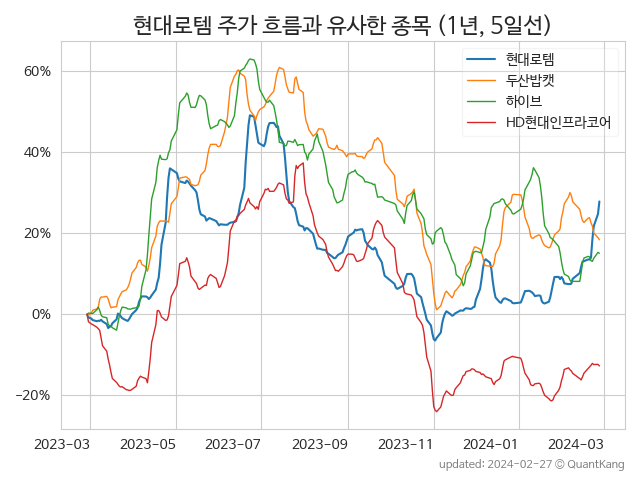 현대로템 주가 흐름과 유사한 종목 (1년, 5일선)
현대로템
두산밥캣
하이브
HD현대인프라코어
60%
40%
20%
0%
−20%
2023-03
2023-05
2023-07
2023-09
2023-11
2024-01
2024-03
updated: 2024-02-27 © QuantKang